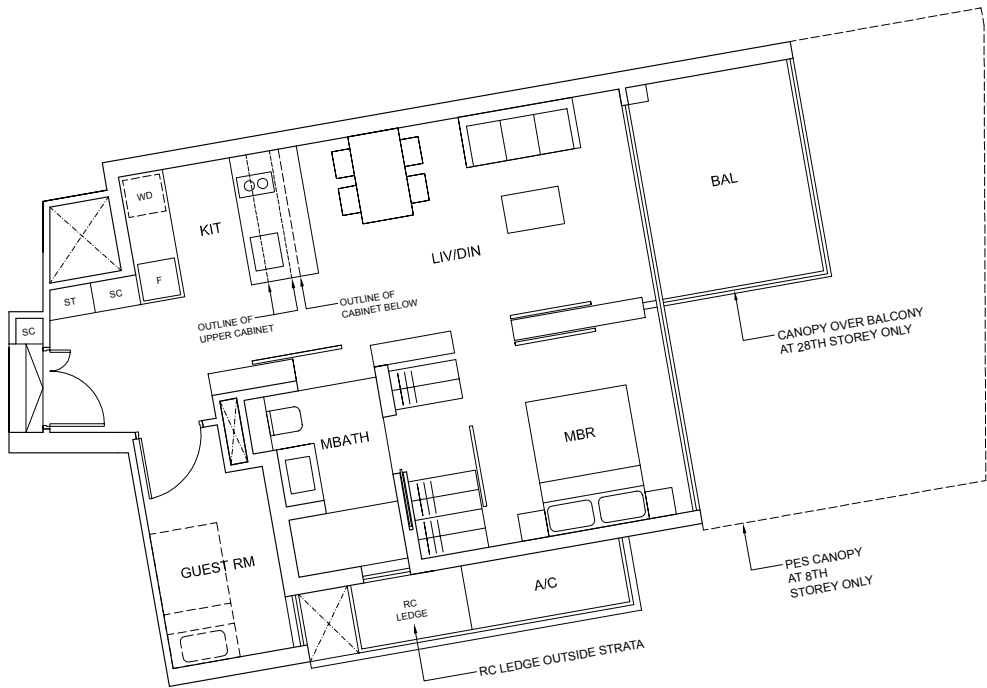 BAL
WD
KIT
LIV/DIN
F
ST
SC
SC
OUTLINE OF
UPPER CABINET
OUTLINE OF
CABINET BELOW
CANOPY OVER BALCONY
AT 28TH STOREY ONLY
MBATH
MBR
GUEST RM
RC
LEDGE
A/C
PES CANOPY
AT 8TH
STOREY ONLY
RC LEDGE OUTSIDE STRATA